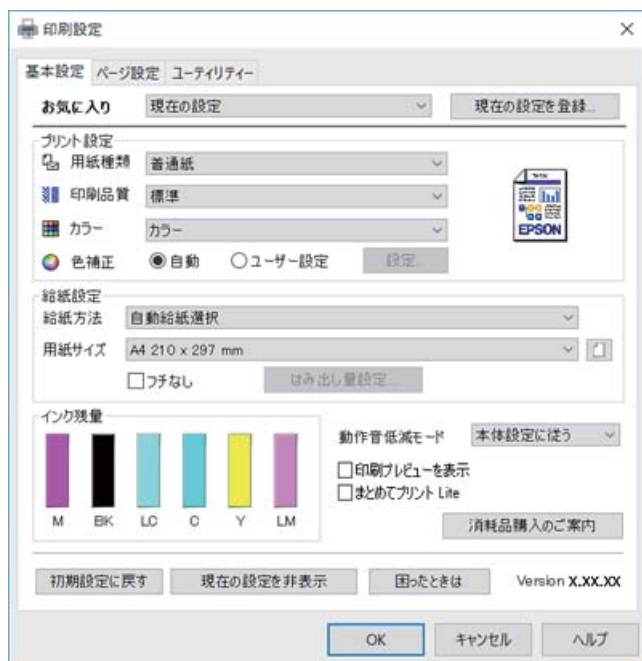 印刷設定
基本設定 ページ設定 ユーティリティー
お気に入り 現在の設定 現在の設定を登録...
プリント設定
用紙種類 普通紙
印刷品質 標準
カラー カラー
EPSON
色補正 自動 ユーザー設定 設定...
給紙設定
給紙方法 自動給紙選択
用紙サイズ A4 210 x 297 mm
フチなし はみ出し量設定...
インク残量
動作音低減モード 本体設定に従う
印刷プレビューを表示
まとめてプリント Lite
M BK LC C Y LM
消耗品購入のご案内
初期設定に戻す 現在の設定を非表示 困ったときは Version X.XX.XX
OK キャンセル ヘルプ